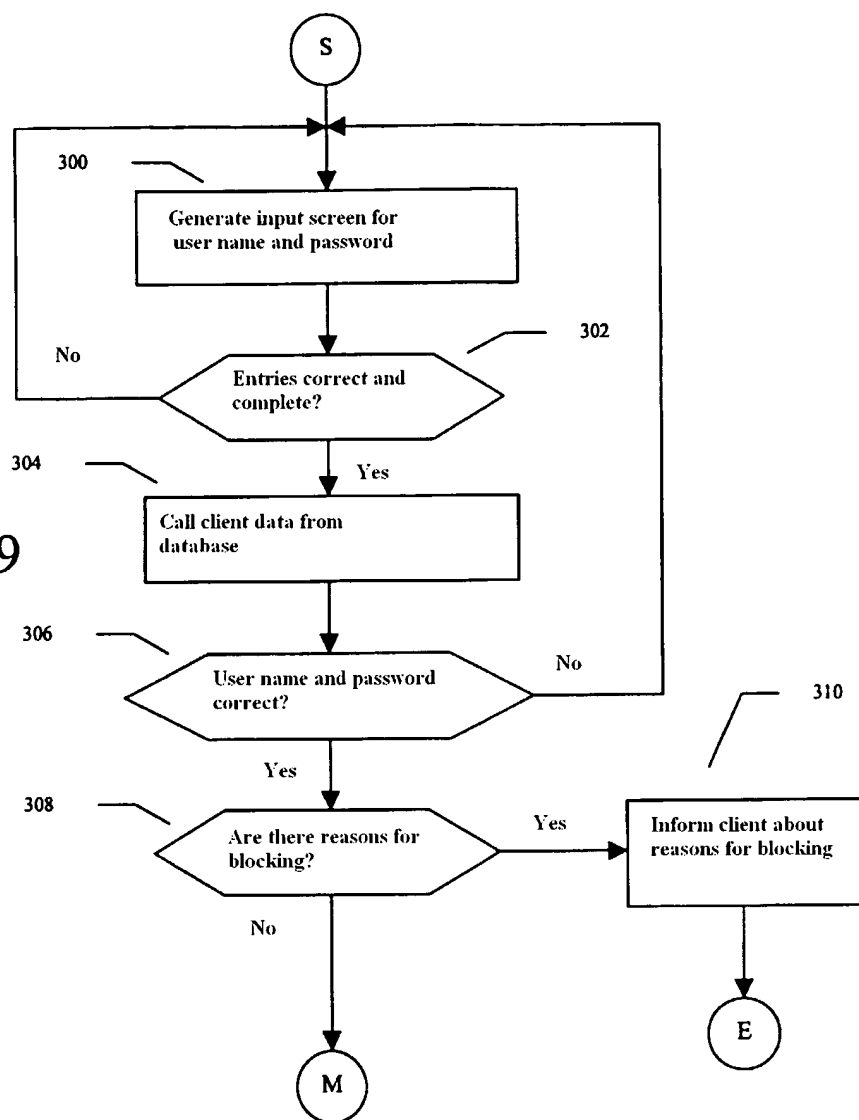 S
300
Generate input screen for
user name and password
302
No
Entries correct and
complete?
304
Yes
Call client data from
database
9
306
User name and password
correct?
No
310
Yes
308
Are there reasons for
blocking?
Yes
Inform client about
reasons for blocking
No
E
M